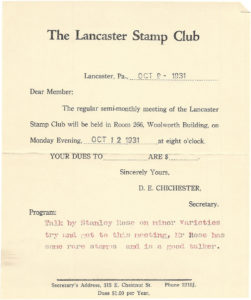 The Lancaster Stamp Club
Lancaster, Pa., OCT 8 - 1931
Dear Member:
The regular semi-monthly meeting of the Lancaster
Stamp Club will be held in Room 266, Woolworth Building, on
Monday Evening, OCT 12 1931 at eight o'clock.
YOUR DUES TO ARE $
Sincerely Yours,
D. E. CHICHESTER,
Secretary.
Program:
Talk by Stanley Rose on minor varieties
try and get to this meeting, Mr Rose has
some rare stamps and is a good talker.
Secretary's Address, E. Chestnut St. Phone
Dues $1.00 per Year.